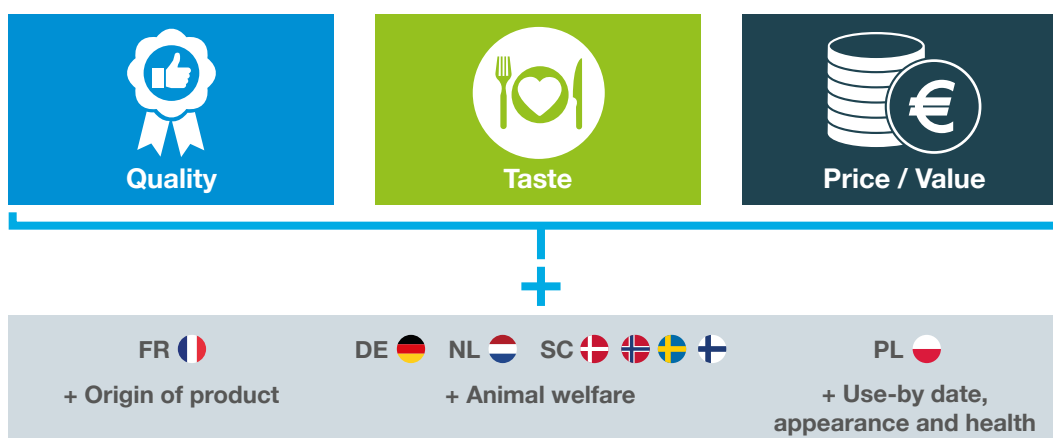 Quality
Taste
Price / Value
€
FR
DE NL SC
PL
+ Origin of product
+ Animal welfare
+ Use-by date,
appearance and health